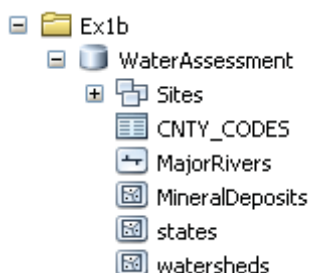 Ex1b
WaterAssessment
Sites
CNTY_CODES
MajorRivers
MineralDeposits
states
watersheds